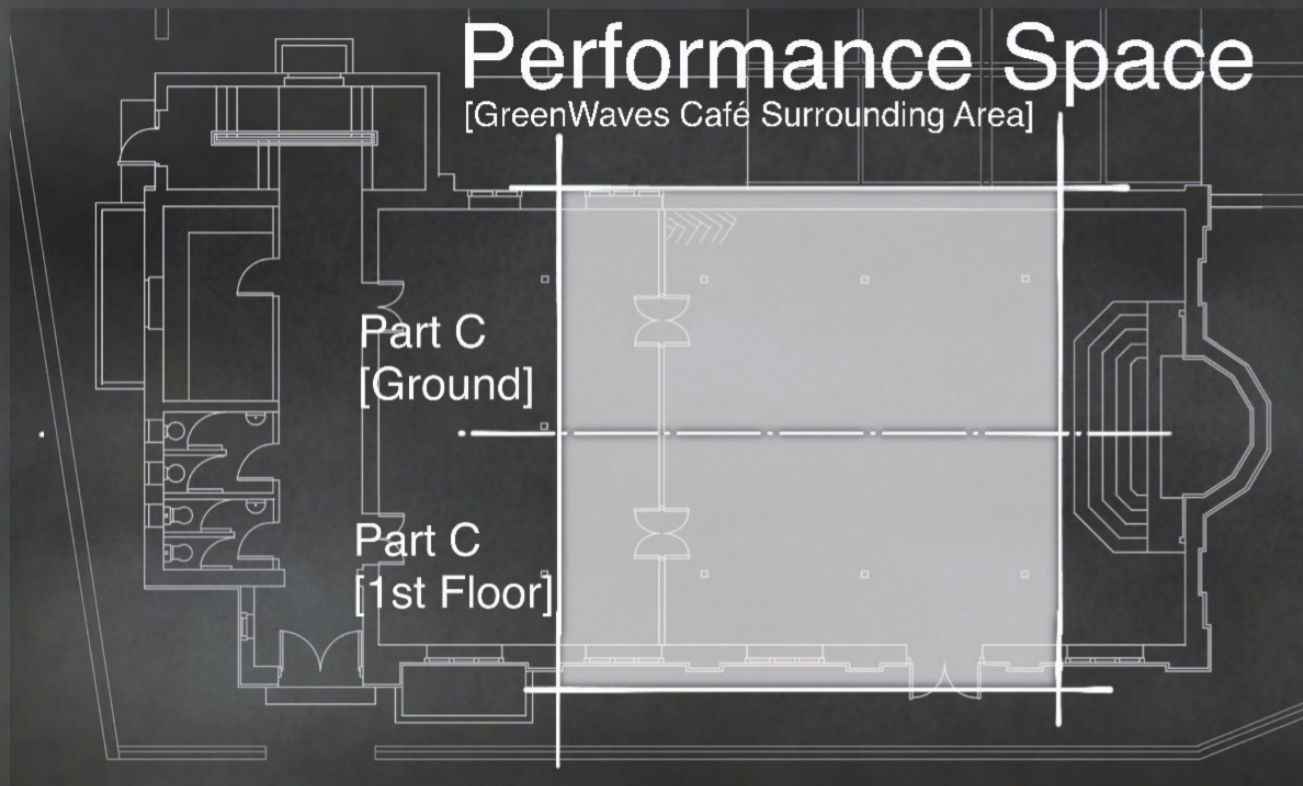 Performance Space
[GreenWaves Café Surrounding Area]
Part C
[Ground]
Part C
[1st Floor]